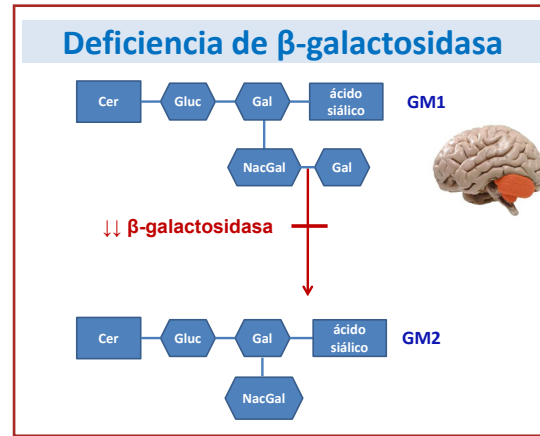 Deficiencia de β-galactosidasa
Cer Gluc Gal ácido siálico GM1
NacGal Gal
↓↓ β-galactosidasa
Cer Gluc Gal ácido siálico GM2
NacGal